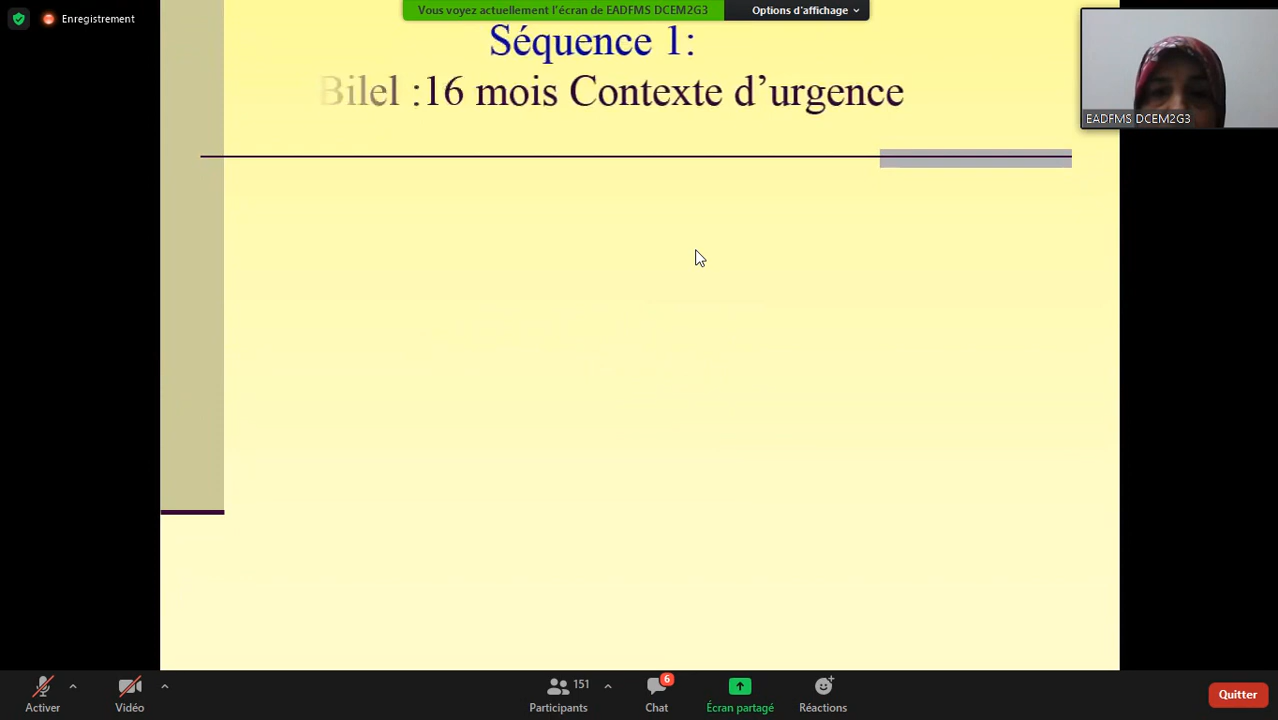 Enregistrement
Vous voyez actuellement l'écran de EADFMS DCEM2G3
Options d'affichage
Séquence 1:
Bilel :16 mois Contexte d'urgence
EADFMS DCEM2G3
Activer
Vidéo
151
Participants
6
Chat
Écran partagé
Réactions
Quitter